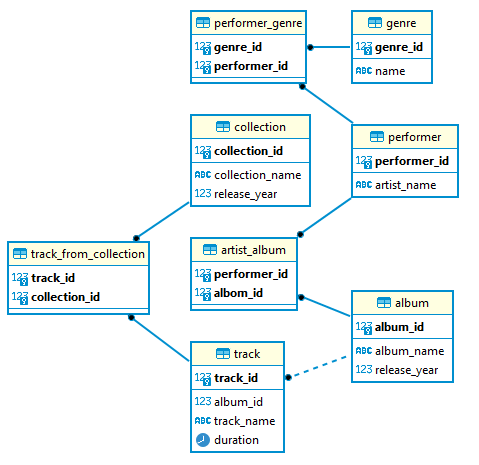 performer_genre
123 genre_id
123 performer_id
genre
123 genre_id
ABC name
collection
123 collection_id
ABC collection_name
123 release_year
performer
123 performer_id
ABC artist_name
track_from_collection
123 track_id
123 collection_id
artist_album
123 performer_id
123 albom_id
album
123 album_id
ABC album_name
123 release_year
track
123 track_id
123 album_id
ABC track_name
duration